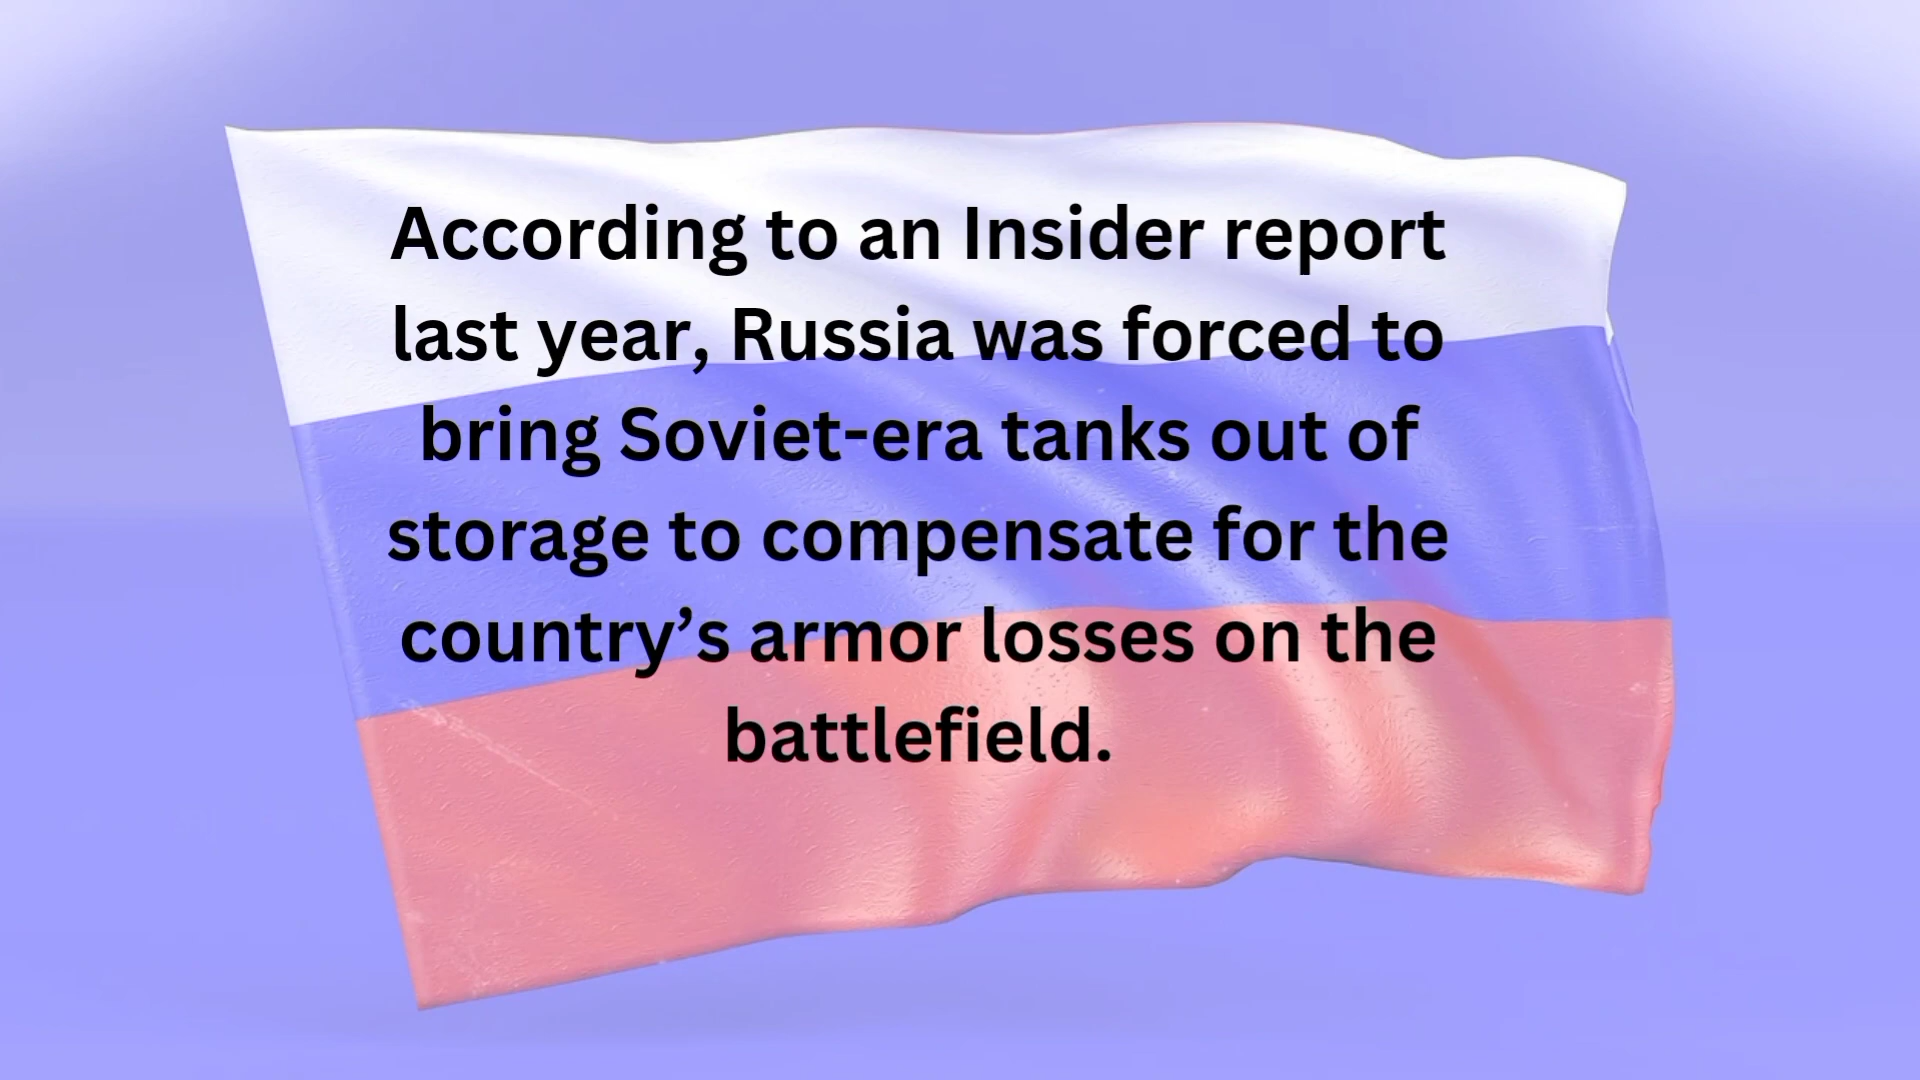 According to an Insider report
last year, Russia was forced to
bring Soviet-era tanks out of
storage to compensate for the
country’s armor losses on the
battlefield.